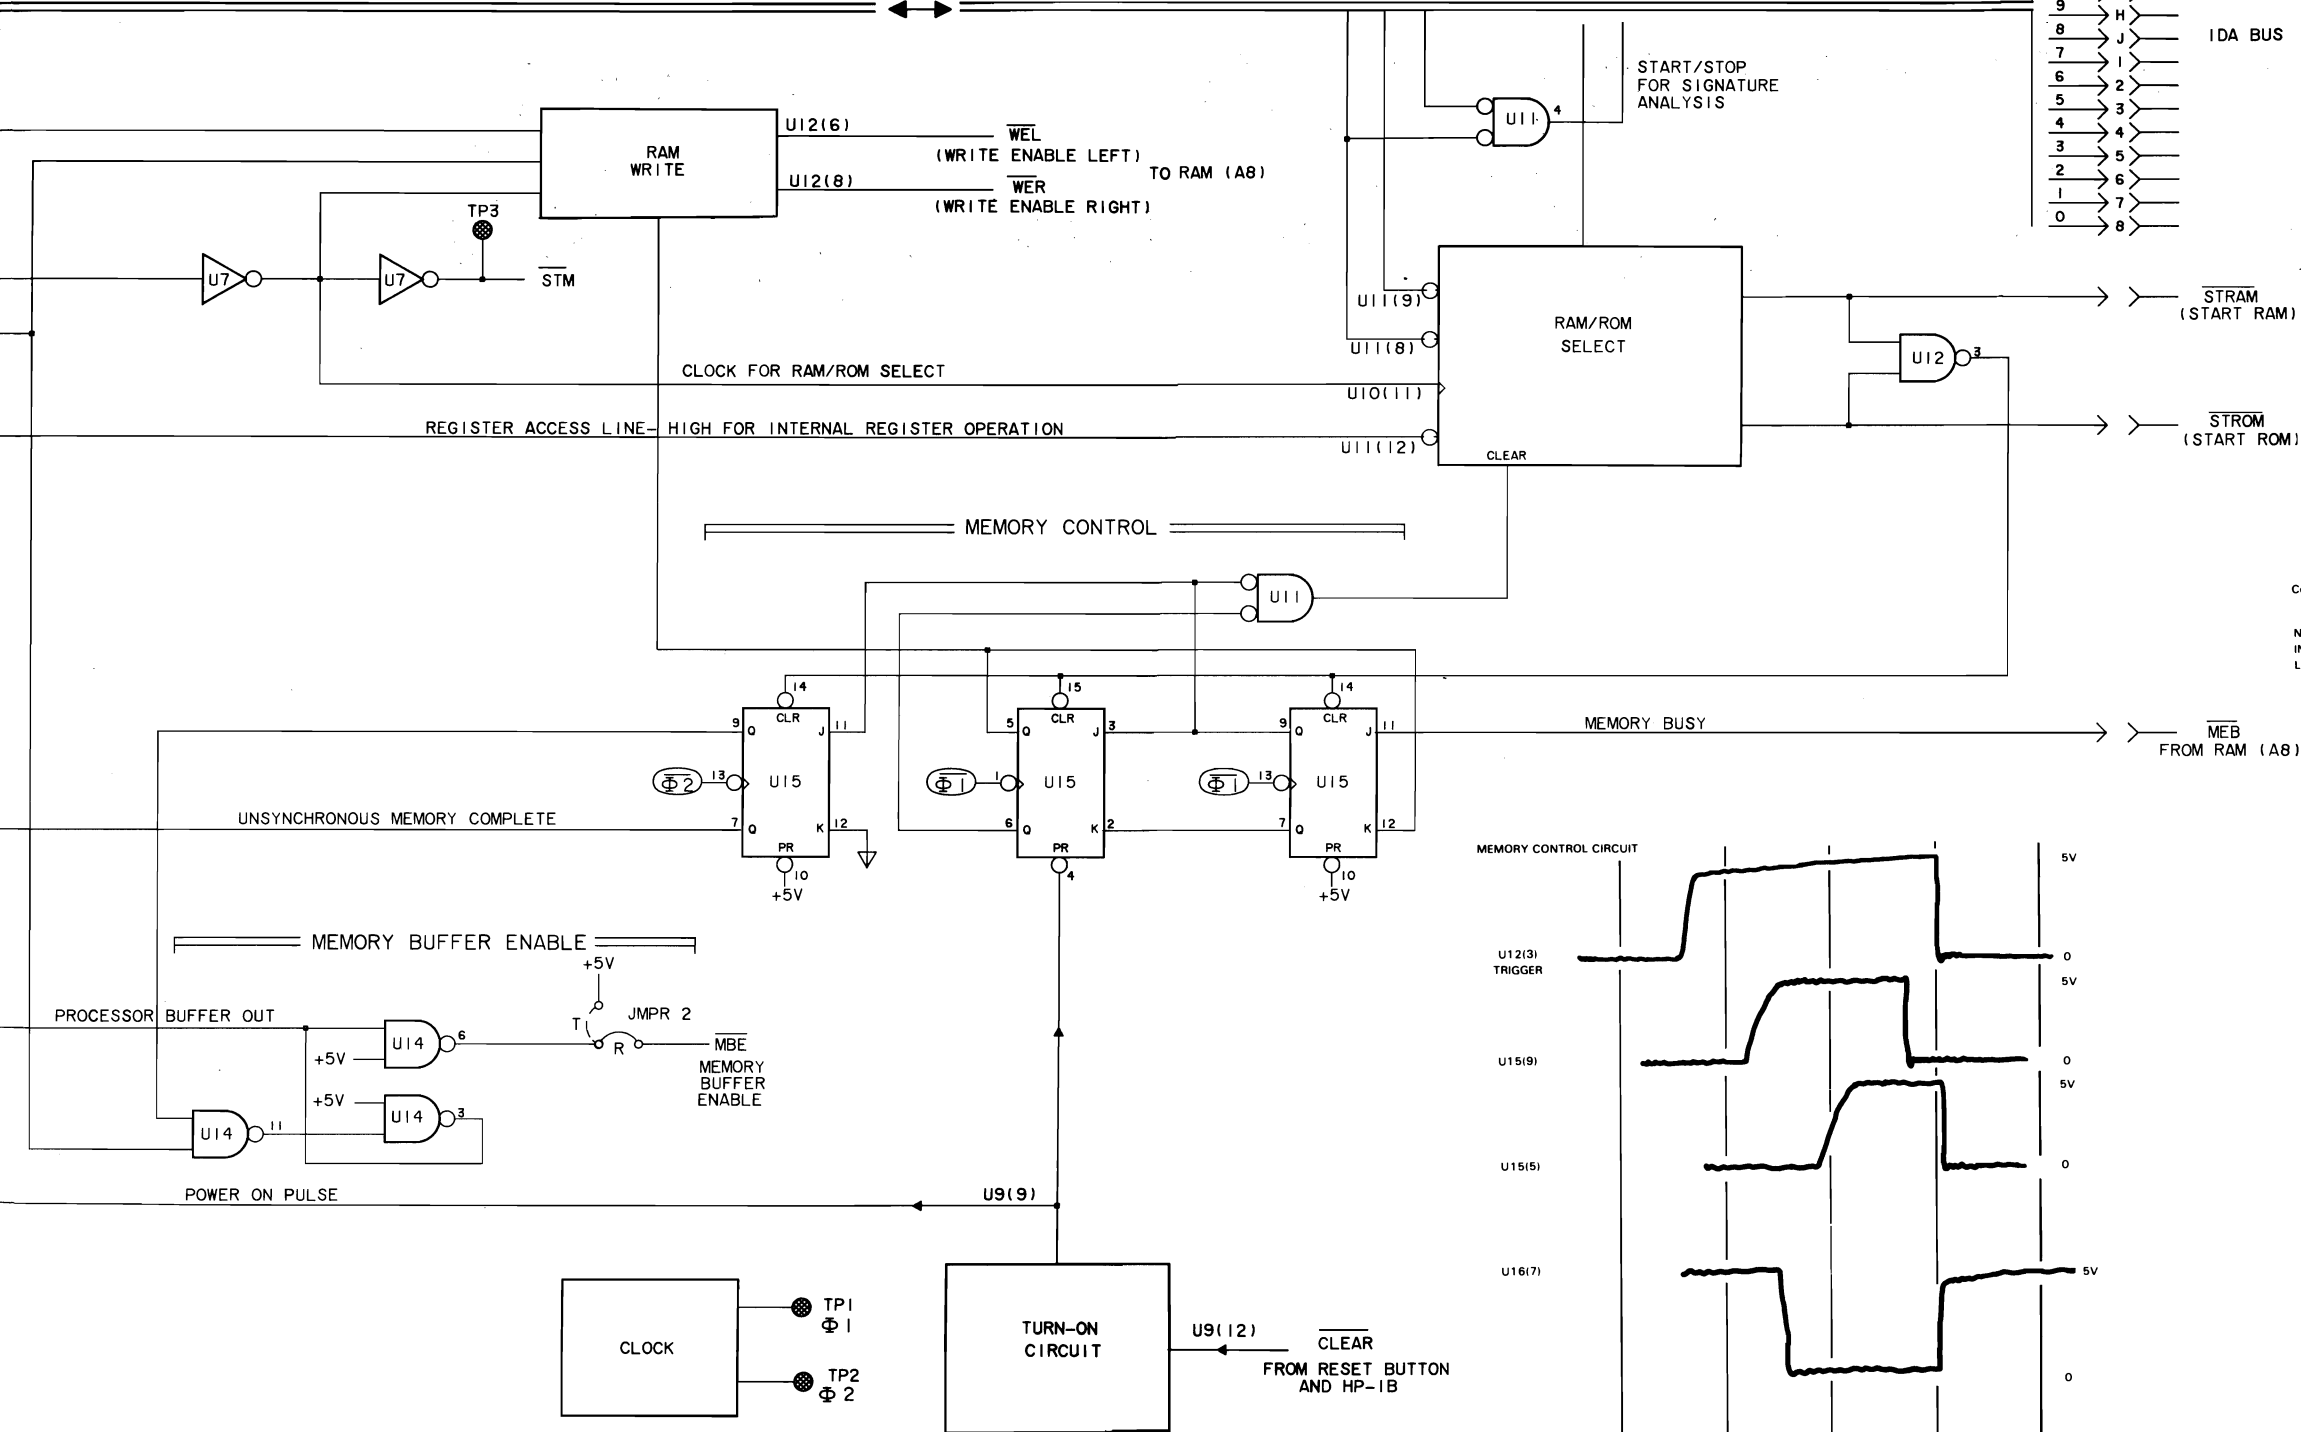 9
H
8
J
IDA BUS
7
1
6
2
5
3
4
4
3
5
2
6
1
7
0
8
START/STOP
FOR SIGNATURE
ANALYSIS
U11
4
RAM
WRITE
U12(6)
WEL
(WRITE ENABLE LEFT)
TO RAM (A8)
U12(8)
WER
(WRITE ENABLE RIGHT)
TP3
U7
U7
STM
U11(9)
U11(8)
U10(11)
U11(12)
RAM/ROM
SELECT
CLEAR
STRAM
(START RAM)
U12
3
STROM
(START ROM)
CLOCK FOR RAM/ROM SELECT
REGISTER ACCESS LINE- HIGH FOR INTERNAL REGISTER OPERATION
MEMORY CONTROL
U11
14
CLR
9
Q
J
11
Φ2
13
U15
7
Q
K
12
PR
10
+5V
15
CLR
5
Q
J
3
Φ1
1
U15
6
Q
K
2
PR
4
14
CLR
9
Q
J
11
Φ1
13
U15
7
Q
K
12
PR
10
+5V
MEMORY BUSY
MEB
FROM RAM (A8)
UNSYNCHRONOUS MEMORY COMPLETE
MEMORY BUFFER ENABLE
+5V
PROCESSOR BUFFER OUT
T
JMPR 2
U14
6
+5V
R
MBE
MEMORY
BUFFER
ENABLE
+5V
U14
3
U14
11
POWER ON PULSE
U9(9)
CLOCK
TP1
Φ1
TP2
Φ2
TURN-ON
CIRCUIT
U9(12)
CLEAR
FROM RESET BUTTON
AND HP-IB
MEMORY CONTROL CIRCUIT
5V
U12(3)
TRIGGER
0
5V
U15(9)
0
5V
U15(5)
0
U16(7)
5V
0